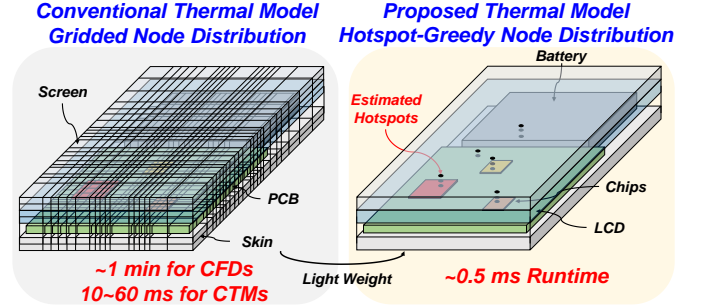 Conventional Thermal Model
Gridded Node Distribution
Screen
PCB
Skin
~1 min for CFDs
10~60 ms for CTMs
Light Weight
Proposed Thermal Model
Hotspot-Greedy Node Distribution
Battery
Estimated
Hotspots
Chips
LCD
~0.5 ms Runtime